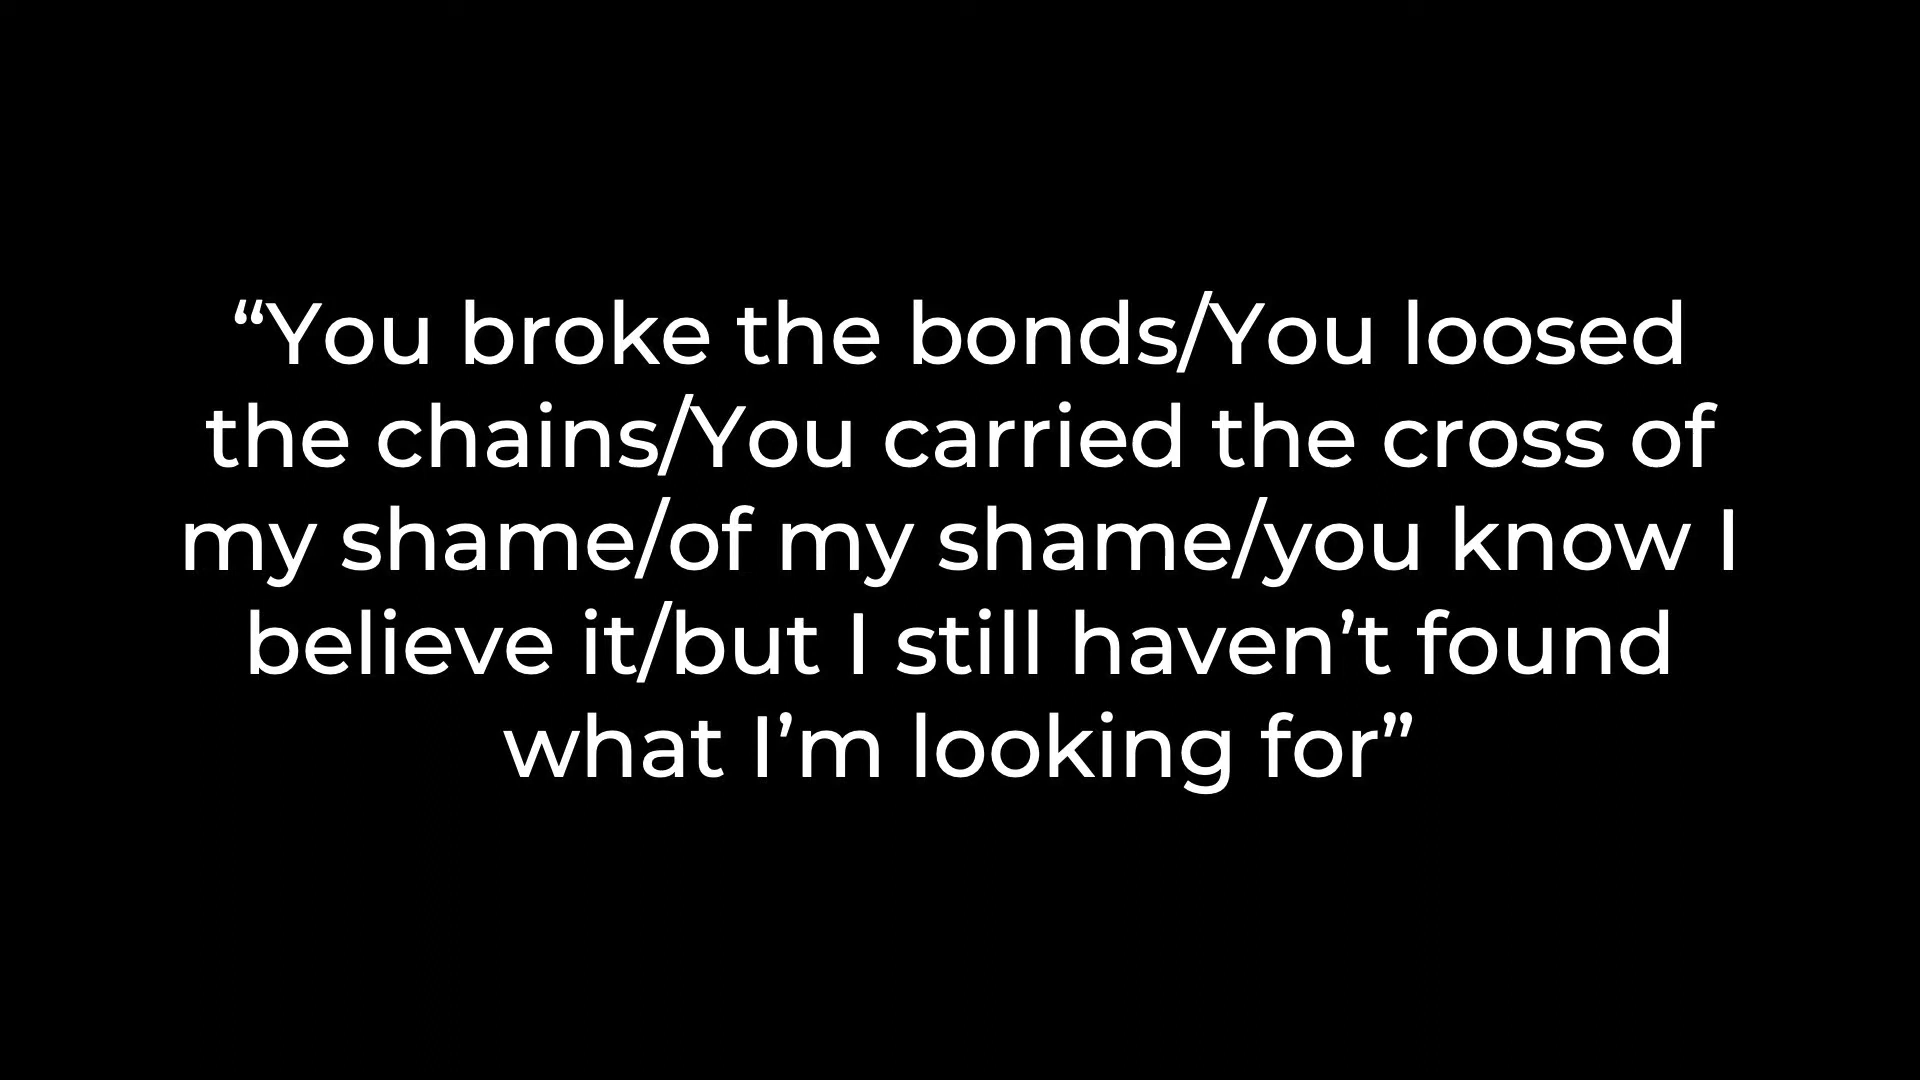 “You broke the bonds/You loosed
the chains/You carried the cross of
my shame/of my shame/you know I
believe it/but I still haven’t found
what I’m looking for”